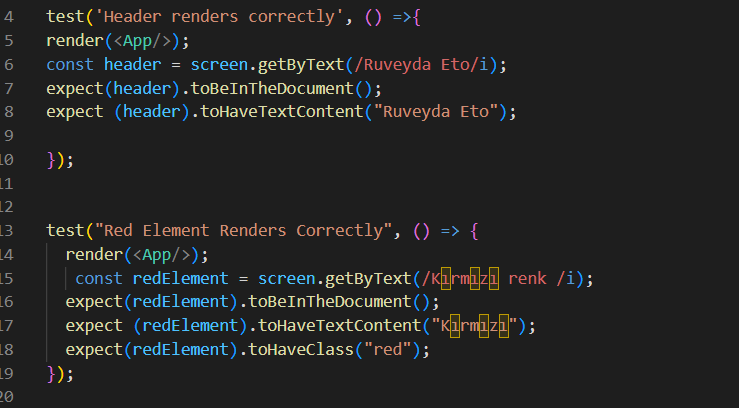 4 test('Header renders correctly', () =>{
5 render(<App/>);
6 const header = screen.getByText(/Ruveyda Eto/i);
7 expect(header).toBeInTheDocument();
8 expect (header).toHaveTextContent("Ruveyda Eto");
9
10 });
11
12
13 test("Red Element Renders Correctly", () => {
14 render(<App/>);
15 const redElement = screen.getByText(/Kırmızı renk /i);
16 expect(redElement).toBeInTheDocument();
17 expect (redElement).toHaveTextContent("Kırmızı");
18 expect(redElement).toHaveClass("red");
19 });
20